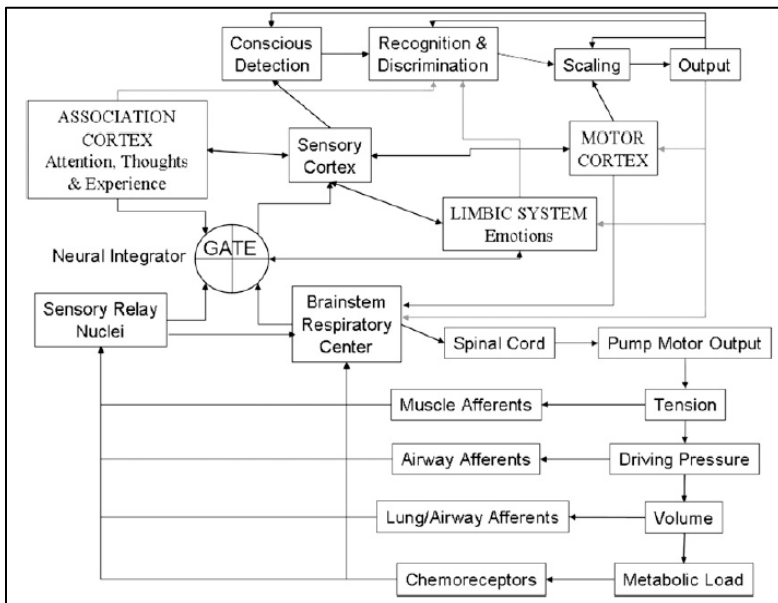 Conscious
Detection
Recognition &
Discrimination
Scaling
Output
ASSOCIATION
CORTEX
Attention, Thoughts
& Experience
Sensory
Cortex
MOTOR
CORTEX
LIMBIC SYSTEM
Emotions
Neural Integrator
GATE
Sensory Relay
Nuclei
Brainstem
Respiratory
Center
Spinal Cord
Pump Motor Output
Muscle Afferents
Tension
Airway Afferents
Driving Pressure
Lung/Airway Afferents
Volume
Chemoreceptors
Metabolic Load